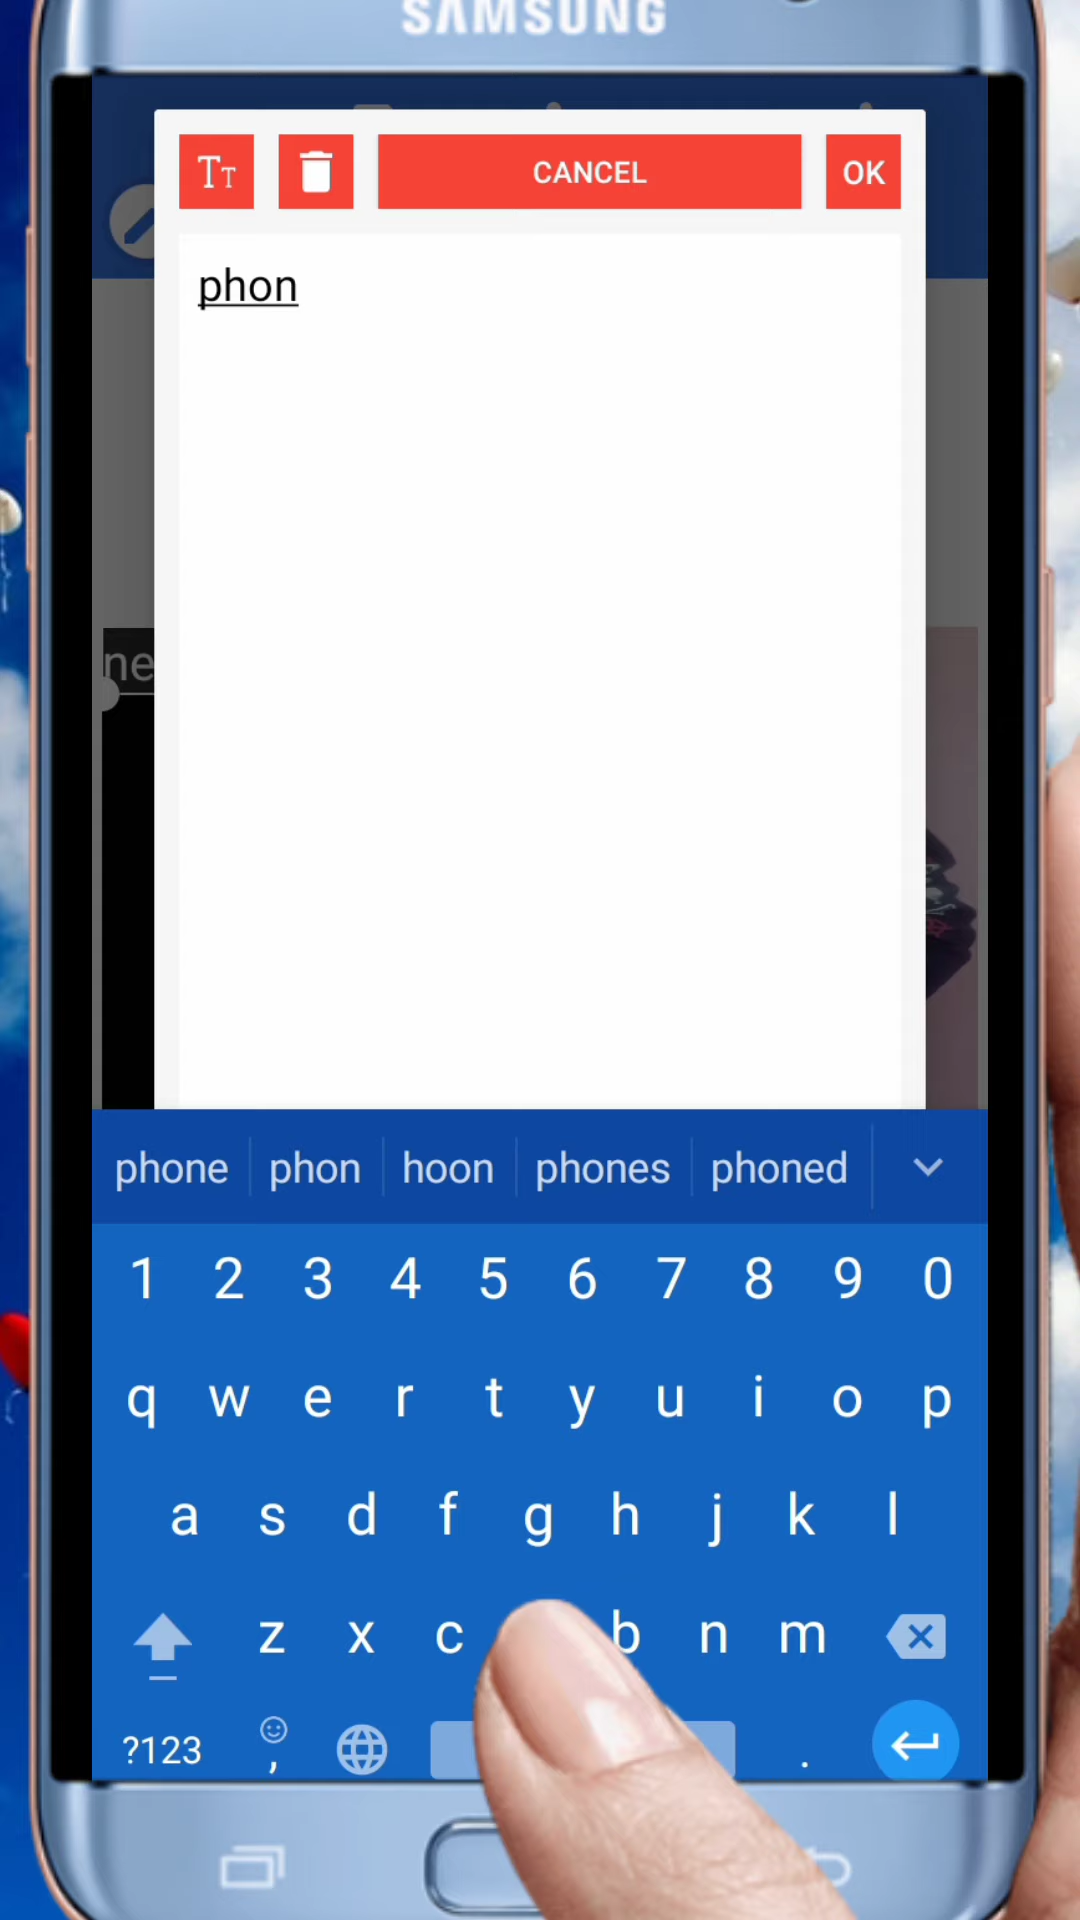 SAMSUNG
TT
CANCEL
OK
phon
ne
phone phon hoon phones phoned
1 2 3 4 5 6 7 8 9 0
q w e r t y u i o p
a s d f g h j k l
z x c b n m
?123 , .